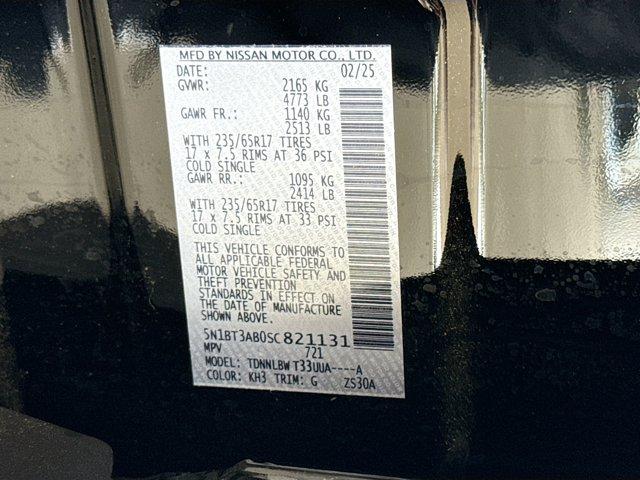 MFD BY NISSAN MOTOR CO., LTD.
DATE: 02/25
GVWR: 2165 KG
4773 LB
GAWR FR.: 1140 KG
2513 LB
WITH 235/65R17 TIRES
17 x 7.5 RIMS AT 36 PSI
COLD SINGLE
GAWR RR.: 1095 KG
2414 LB
WITH 235/65R17 TIRES
17 x 7.5 RIMS AT 33 PSI
COLD SINGLE
THIS VEHICLE CONFORMS TO
ALL APPLICABLE FEDERAL
MOTOR VEHICLE SAFETY AND
THEFT PREVENTION
STANDARDS IN EFFECT ON
THE DATE OF MANUFACTURE
SHOWN ABOVE.
5N1BT3AB0SC821131
MPV 721
MODEL: TDNNLBW T33UUA----A
COLOR: KH3 TRIM: G ZS30A